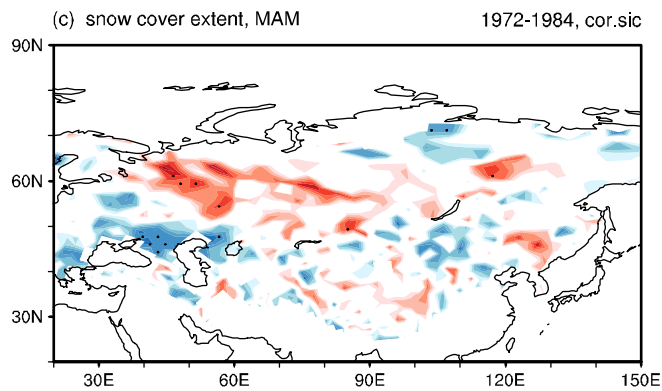 (c) snow cover extent, MAM 1972-1984, cor.sic
90N
60N
30N
30E 60E 90E 120E 150E